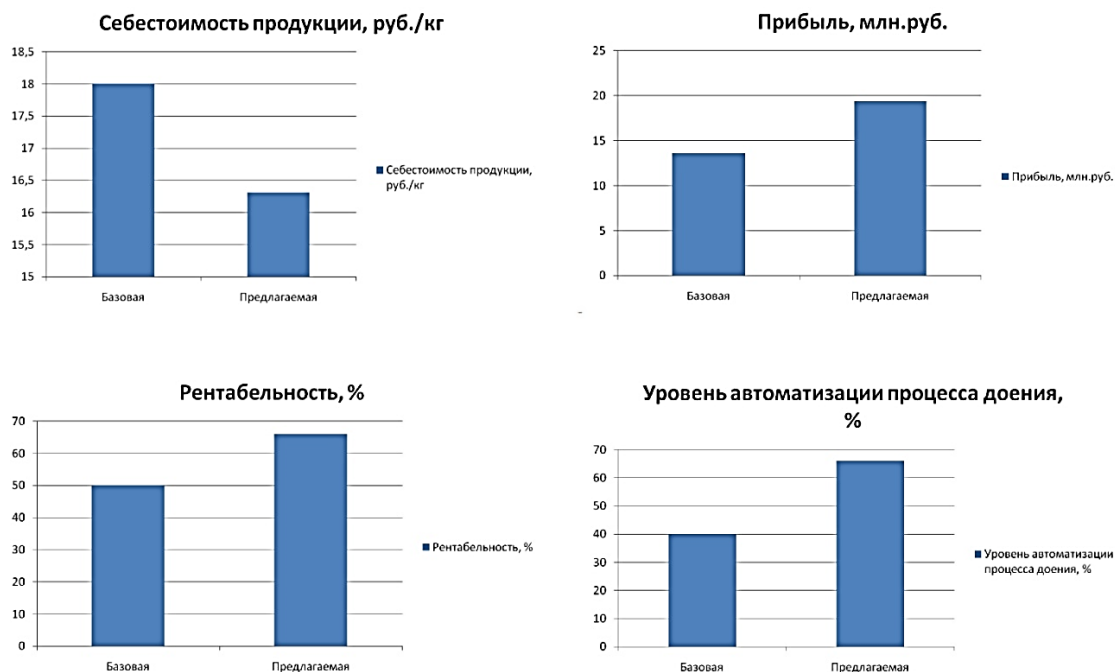 Себестоимость продукции, руб./кг
18,5
18
17,5
17
16,5
16
15,5
15
Базовая
Предлагаемая
Себестоимость продукции,
руб./кг
Прибыль, млн.руб.
25
20
15
10
5
0
Базовая
Предлагаемая
Прибыль, млн.руб.
Рентабельность, %
70
60
50
40
30
20
10
0
Базовая
Предлагаемая
Рентабельность, %
Уровень автоматизации процесса доения,
%
70
60
50
40
30
20
10
0
Базовая
Предлагаемая
Уровень автоматизации
процесса доения, %